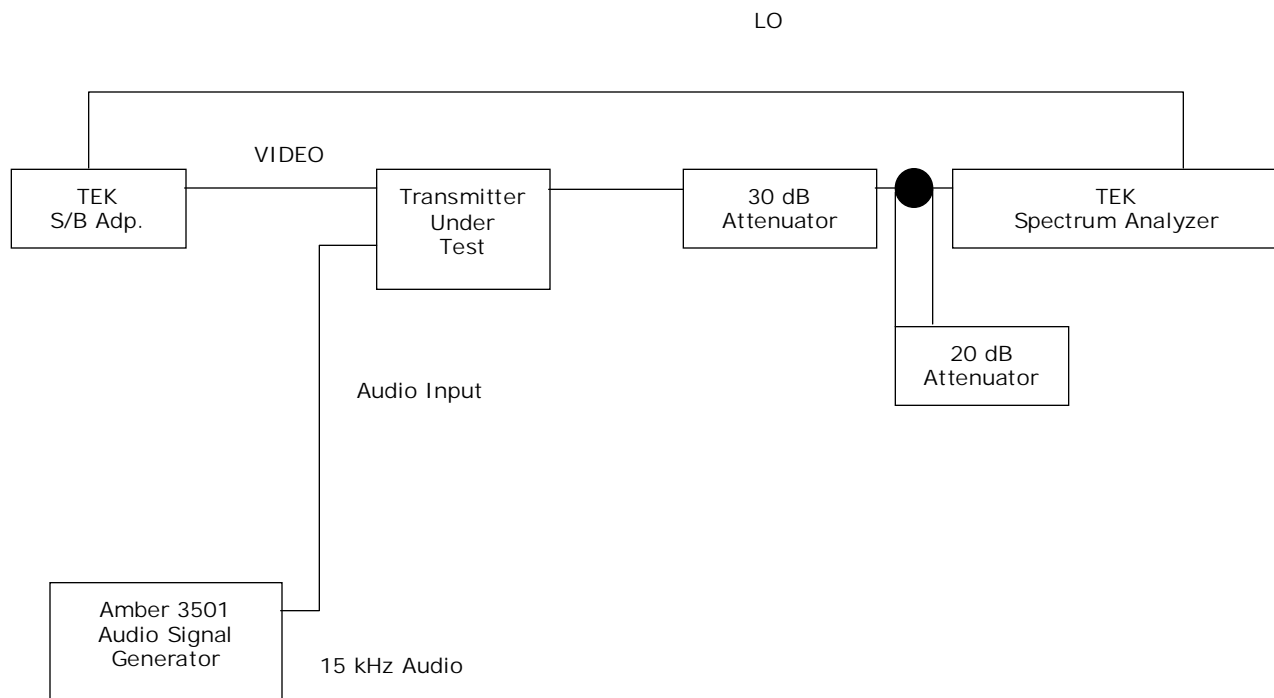 LO
VIDEO
TEK
S/B Adp.
Transmitter
Under
Test
30 dB
Attenuator
TEK
Spectrum Analyzer
20 dB
Attenuator
Audio Input
Amber 3501
Audio Signal
Generator
15 kHz Audio